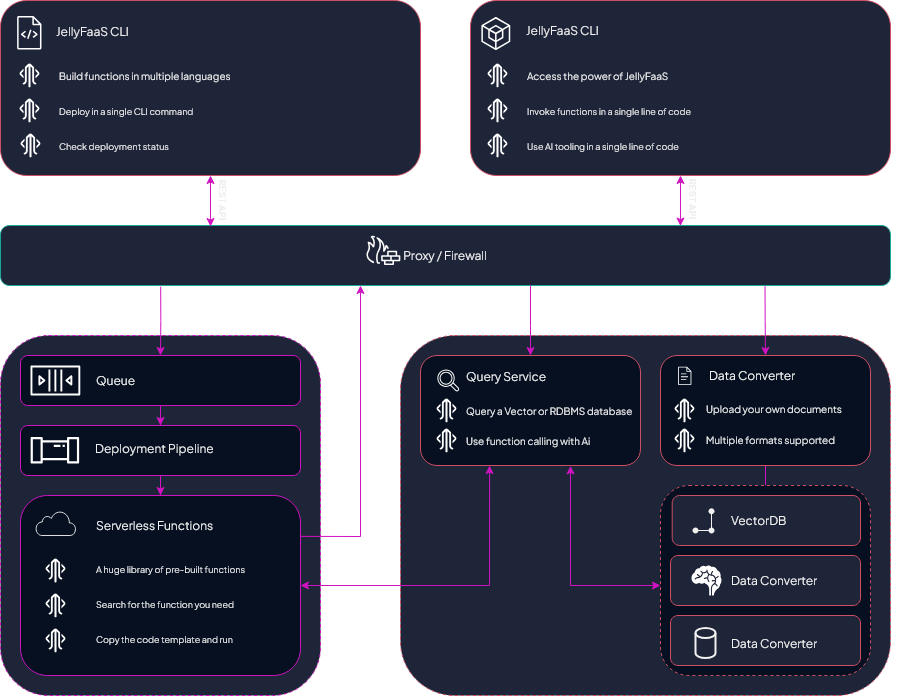 JellyFaaS CLI
Build functions in multiple languages
Deploy in a single CLI command
Check deployment status
JellyFaaS CLI
Access the power of JellyFaaS
Invoke functions in a single line of code
Use AI tooling in a single line of code
REST API
REST API
Proxy / Firewall
Queue
Deployment Pipeline
Serverless Functions
A huge library of pre-built functions
Search for the function you need
Copy the code template and run
Query Service
Query a Vector or RDBMS database
Use function calling with Ai
Data Converter
Upload your own documents
Multiple formats supported
VectorDB
Data Converter
Data Converter